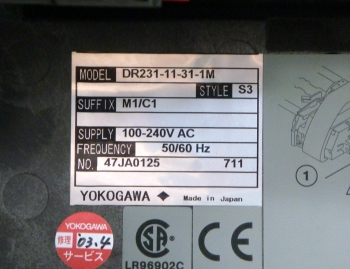 MODEL DR231-11-31-1M
STYLE S3
SUFFIX M1/C1
SUPPLY 100-240V AC
FREQUENCY 50/60 Hz
NO. 47JA0125 711
YOKOGAWA ◆ Made in Japan
YOKOGAWA
修理 '03.4
サービス
SA
LR96902C
CE
1